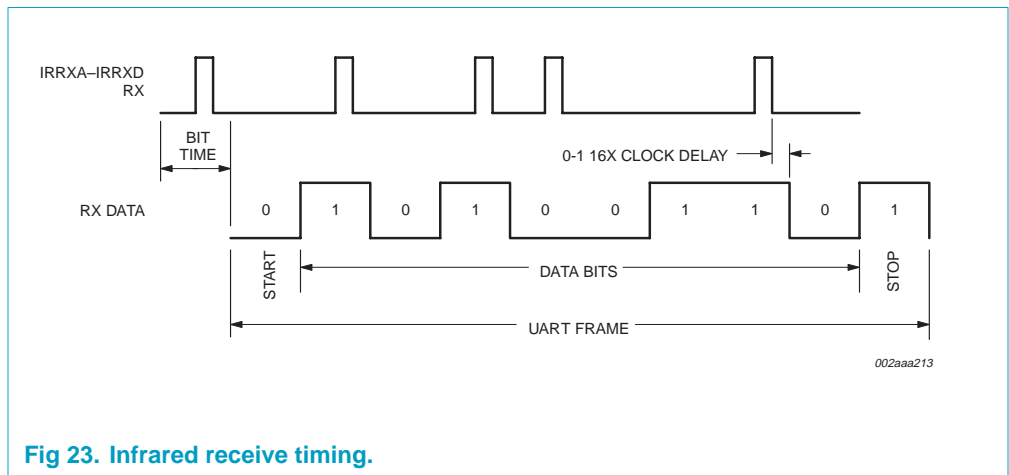 IRRXA–IRRXD
RX
BIT
TIME
0-1 16X CLOCK DELAY
RX DATA
0 1 0 1 0 0 1 1 0 1
START
DATA BITS
STOP
UART FRAME
002aaa213
Fig 23. Infrared receive timing.